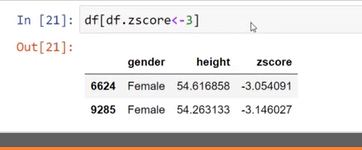 In [21]: df[df.zscore<-3]
Out[21]:
gender height zscore
6624 Female 54.616858 -3.054091
9285 Female 54.263133 -3.146027